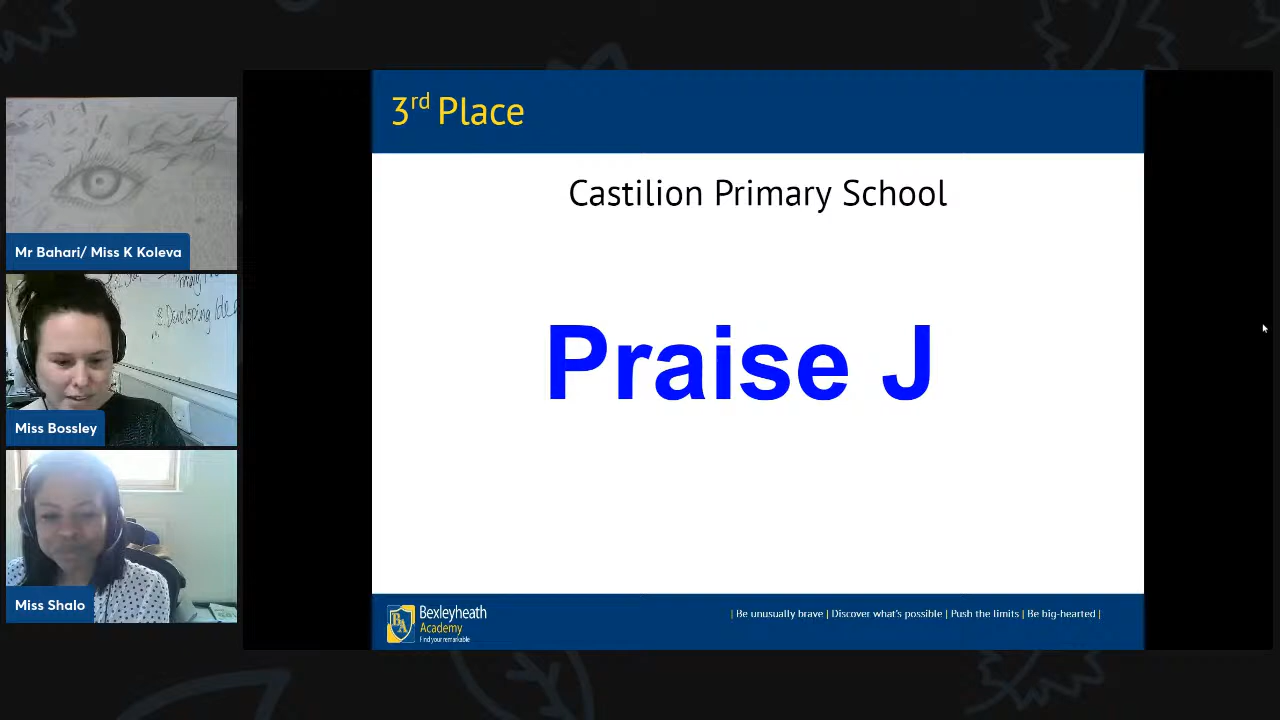 3rd Place
Castilion Primary School
Praise J
Mr Bahari/ Miss K Koleva
Developing
Miss Bossley
Miss Shalo
Bexleyheath
Academy
Find your remarkable
| Be unusually brave | Discover what's possible | Push the limits | Be big-hearted |